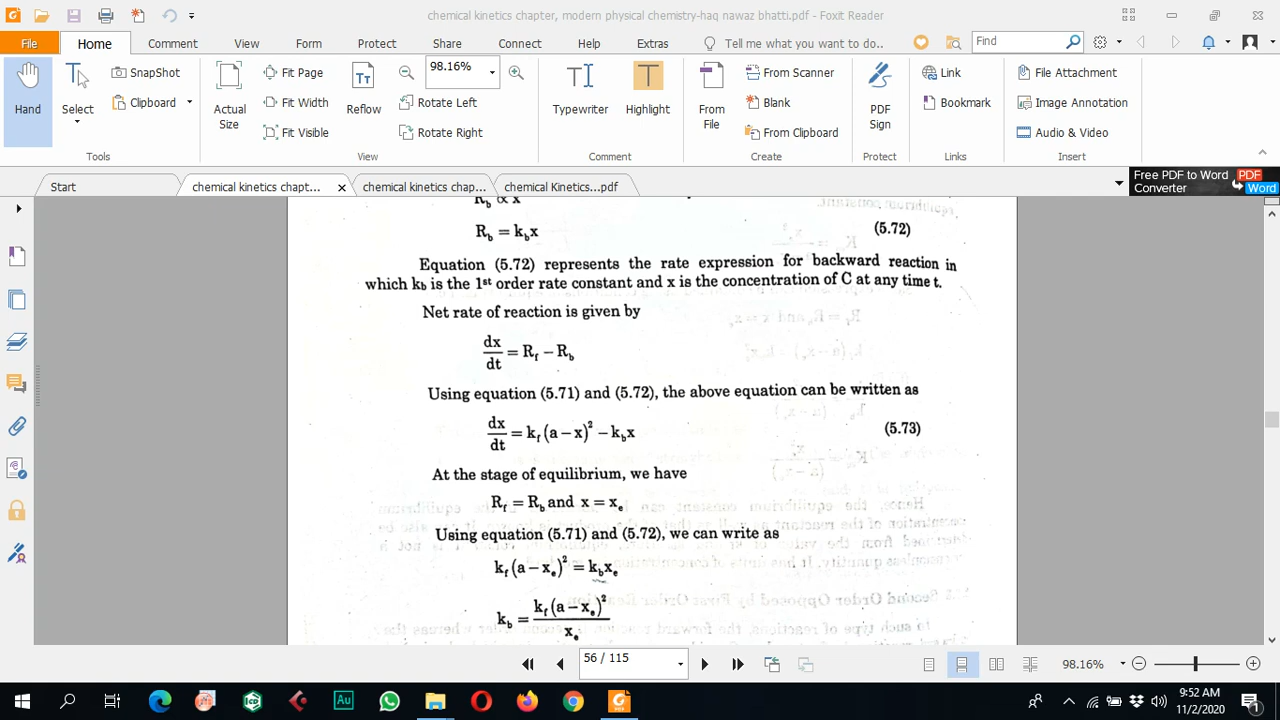 chemical kinetics chapter, modern physical chemistry-haq nawaz bhatti.pdf - Foxit Reader
File Home Comment View Form Protect Share Connect Help Extras Tell me what you want to do.. Find
Hand
Select
SnapShot
Clipboard
Actual Size
Fit Page
Fit Width
Fit Visible
Reflow
98.16%
Rotate Left
Rotate Right
Typewriter
Highlight
From File
From Scanner
Blank
From Clipboard
PDF Sign
Link
Bookmark
File Attachment
Image Annotation
Audio & Video
Tools View Comment Create Protect Links Insert
Start chemical kinetics chapt... chemical kinetics chap... chemical Kinetics...pdf
Free PDF to Word Converter PDF Word
R_b ∝ x
R_b = k_b x (5.72)
Equation (5.72) represents the rate expression for backward reaction in
which k_b is the 1st order rate constant and x is the concentration of C at any time t.
Net rate of reaction is given by
dx/dt = R_f − R_b
Using equation (5.71) and (5.72), the above equation can be written as
dx/dt = k_f (a − x)² − k_b x (5.73)
At the stage of equilibrium, we have
R_f = R_b and x = x_e
Using equation (5.71) and (5.72), we can write as
k_f (a − x_e)² = k_b x_e
k_b = k_f (a − x_e)² / x_e
56 / 115
98.16%
9:52 AM
11/2/2020